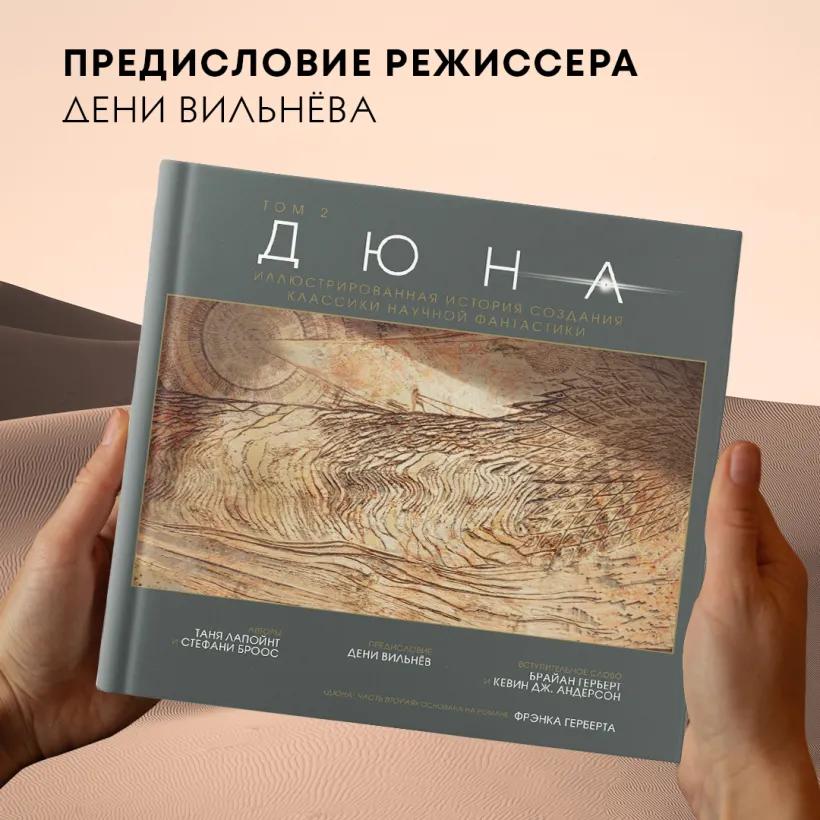 ПРЕДИСЛОВИЕ РЕЖИССЕРА
ДЕНИ ВИЛЬНЁВА
ТОМ 2
ДЮНА
ИЛЛЮСТРИРОВАННАЯ ИСТОРИЯ СОЗДАНИЯ
КЛАССИКИ НАУЧНОЙ ФАНТАСТИКИ
АВТОРЫ
ТАНЯ ЛАПОЙНТ
И СТЕФАНИ БРООС
ПРЕДИСЛОВИЕ
ДЕНИ ВИЛЬНЁВ
ВСТУПИТЕЛЬНОЕ СЛОВО
БРАЙАН ГЕРБЕРТ
И КЕВИН ДЖ. АНДЕРСОН
«ДЮНА: ЧАСТЬ ВТОРАЯ» ОСНОВАНА НА РОМАНЕ ФРЭНКА ГЕРБЕРТА